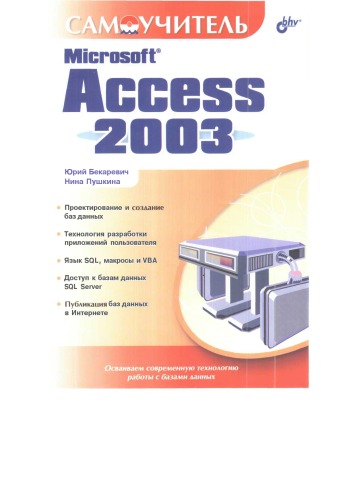 САМОУЧИТЕЛЬ
bhv®
Microsoft®
Access
2003
Юрий Бекаревич
Нина Пушкина
Проектирование и создание
баз данных
Технология разработки
приложений пользователя
Язык SQL, макросы и VBA
Доступ к базам данных
SQL Server
Публикация баз данных
в Интернете
Осваиваем современную технологию
работы с базами данных